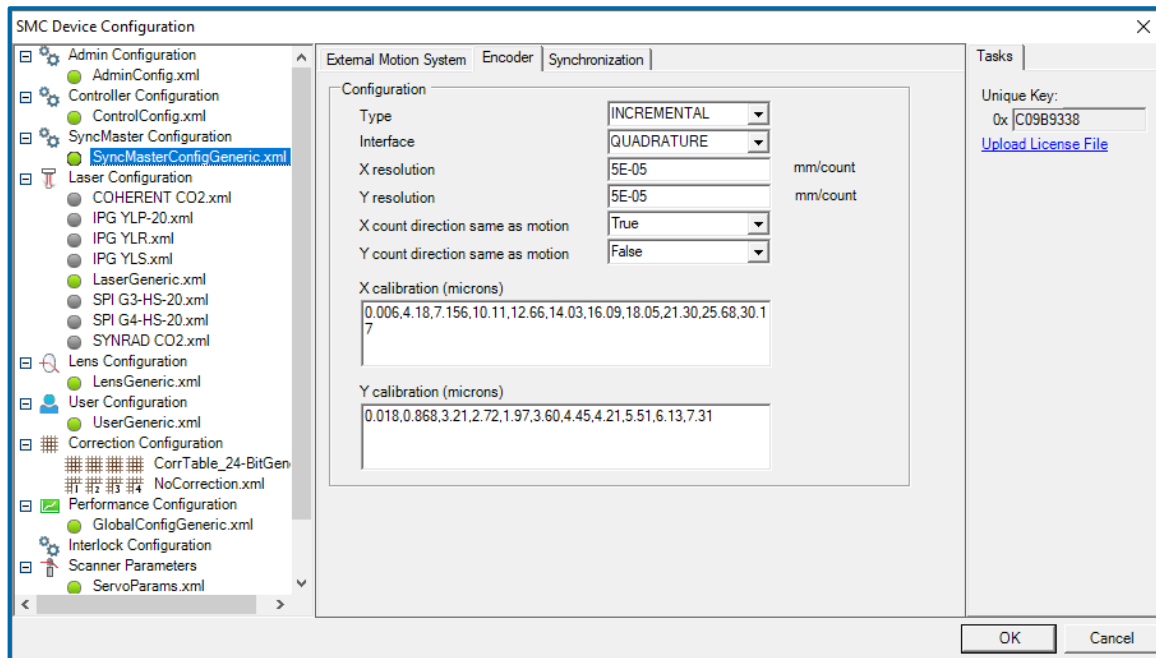 SMC Device Configuration
Admin Configuration
AdminConfig.xml
Controller Configuration
ControlConfig.xml
SyncMaster Configuration
SyncMasterConfigGeneric.xml
Laser Configuration
COHERENT CO2.xml
IPG YLP-20.xml
IPG YLR.xml
IPG YLS.xml
LaserGeneric.xml
SPI G3-HS-20.xml
SPI G4-HS-20.xml
SYNRAD CO2.xml
Lens Configuration
LensGeneric.xml
User Configuration
UserGeneric.xml
Correction Configuration
CorrTable_24-BitGen
1 2 3 4 NoCorrection.xml
Performance Configuration
GlobalConfigGeneric.xml
Interlock Configuration
Scanner Parameters
ServoParams.xml
External Motion System Encoder Synchronization
Configuration
Type INCREMENTAL
Interface QUADRATURE
X resolution 5E-05 mm/count
Y resolution 5E-05 mm/count
X count direction same as motion True
Y count direction same as motion False
X calibration (microns)
0.006,4.18,7.156,10.11,12.66,14.03,16.09,18.05,21.30,25.68,30.1
7
Y calibration (microns)
0.018,0.868,3.21,2.72,1.97,3.60,4.45,4.21,5.51,6.13,7.31
Tasks
Unique Key:
0x C09B9338
Upload License File
OK Cancel